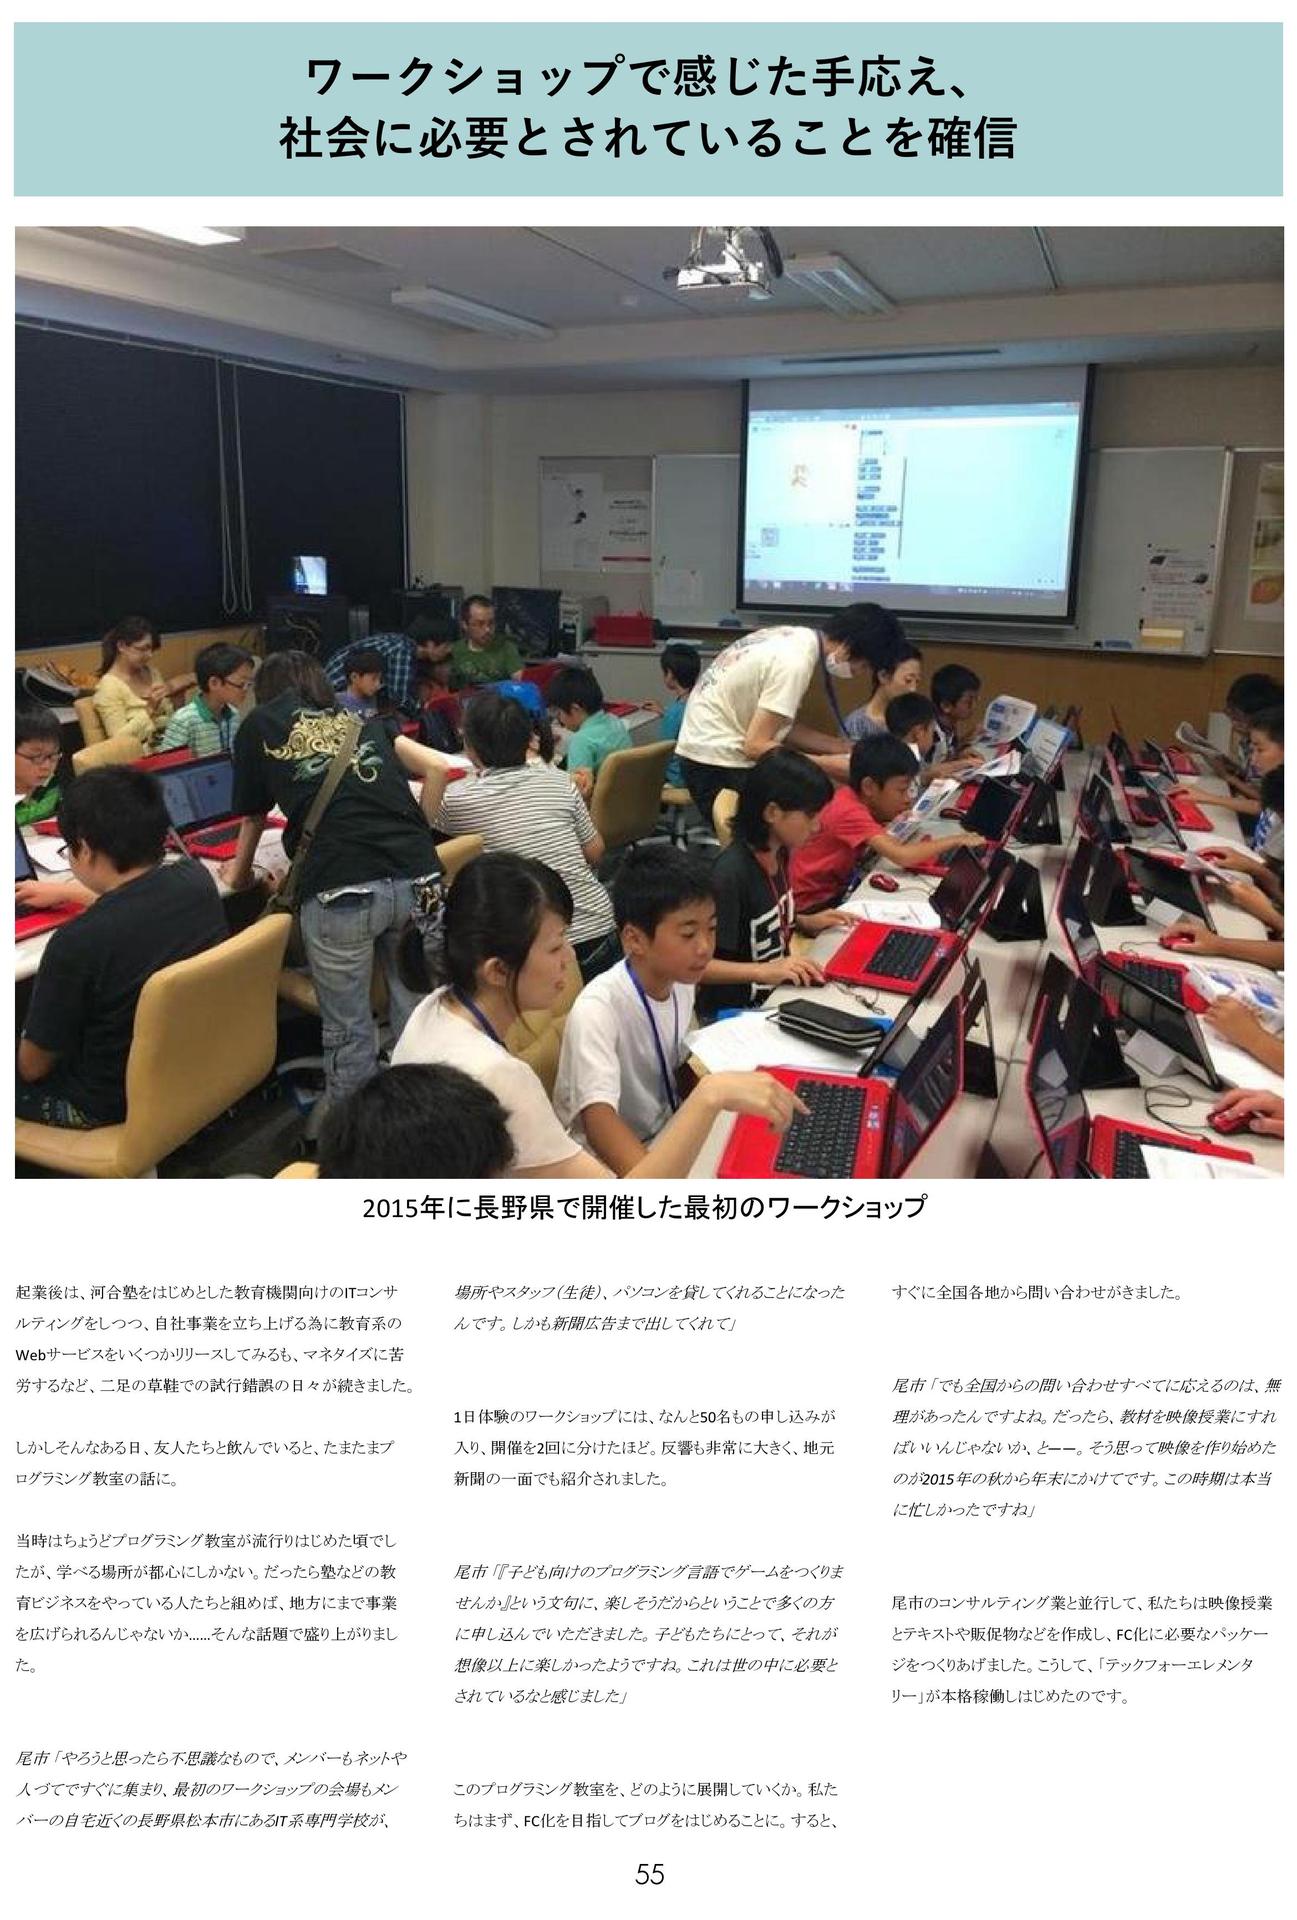 ワークショップで感じた手応え、
社会に必要とされていることを確信
2015年に長野県で開催した最初のワークショップ
起業後は、河合塾をはじめとした教育機関向けのITコンサ
ルティングをしつつ、自社事業を立ち上げる為に教育系の
Webサービスをいくつかリリースしてみるも、マネタイズに苦
労するなど、二足の草鞋での試行錯誤の日々が続きました。
しかしそんなある日、友人たちと飲んでいると、たまたまプ
ログラミング教室の話に。
当時はちょうどプログラミング教室が流行りはじめた頃でし
たが、学べる場所が都心にしかない。だったら塾などの教
育ビジネスをやっている人たちと組めば、地方にまで事業
を広げられるんじゃないか……そんな話題で盛り上がりまし
た。
尾市「やろうと思ったら不思議なもので、メンバーもネットや
人づてですぐに集まり、最初のワークショップの会場もメン
バーの自宅近くの長野県松本市にあるIT系専門学校が、
場所やスタッフ（生徒）、パソコンを貸してくれることになった
んです。しかも新聞広告まで出してくれて」
1日体験のワークショップには、なんと50名もの申し込みが
入り、開催を2回に分けたほど。反響も非常に大きく、地元
新聞の一面でも紹介されました。
尾市「『子ども向けのプログラミング言語でゲームをつくりま
せんか』という文句に、楽しそうだからということで多くの方
に申し込んでいただきました。子どもたちにとって、それが
想像以上に楽しかったようですね。これは世の中に必要と
されているなと感じました」
このプログラミング教室を、どのように展開していくか。私た
ちはまず、FC化を目指してブログをはじめることに。すると、
すぐに全国各地から問い合わせがきました。
尾市「でも全国からの問い合わせすべてに応えるのは、無
理があったんですよね。だったら、教材を映像授業にすれ
ばいいんじゃないか、と——。そう思って映像を作り始めた
のが2015年の秋から年末にかけてです。この時期は本当
に忙しかったですね」
尾市のコンサルティング業と並行して、私たちは映像授業
とテキストや販促物などを作成し、FC化に必要なパッケー
ジをつくりあげました。こうして、「テックフォーエレメンタ
リー」が本格稼働しはじめたのです。
55